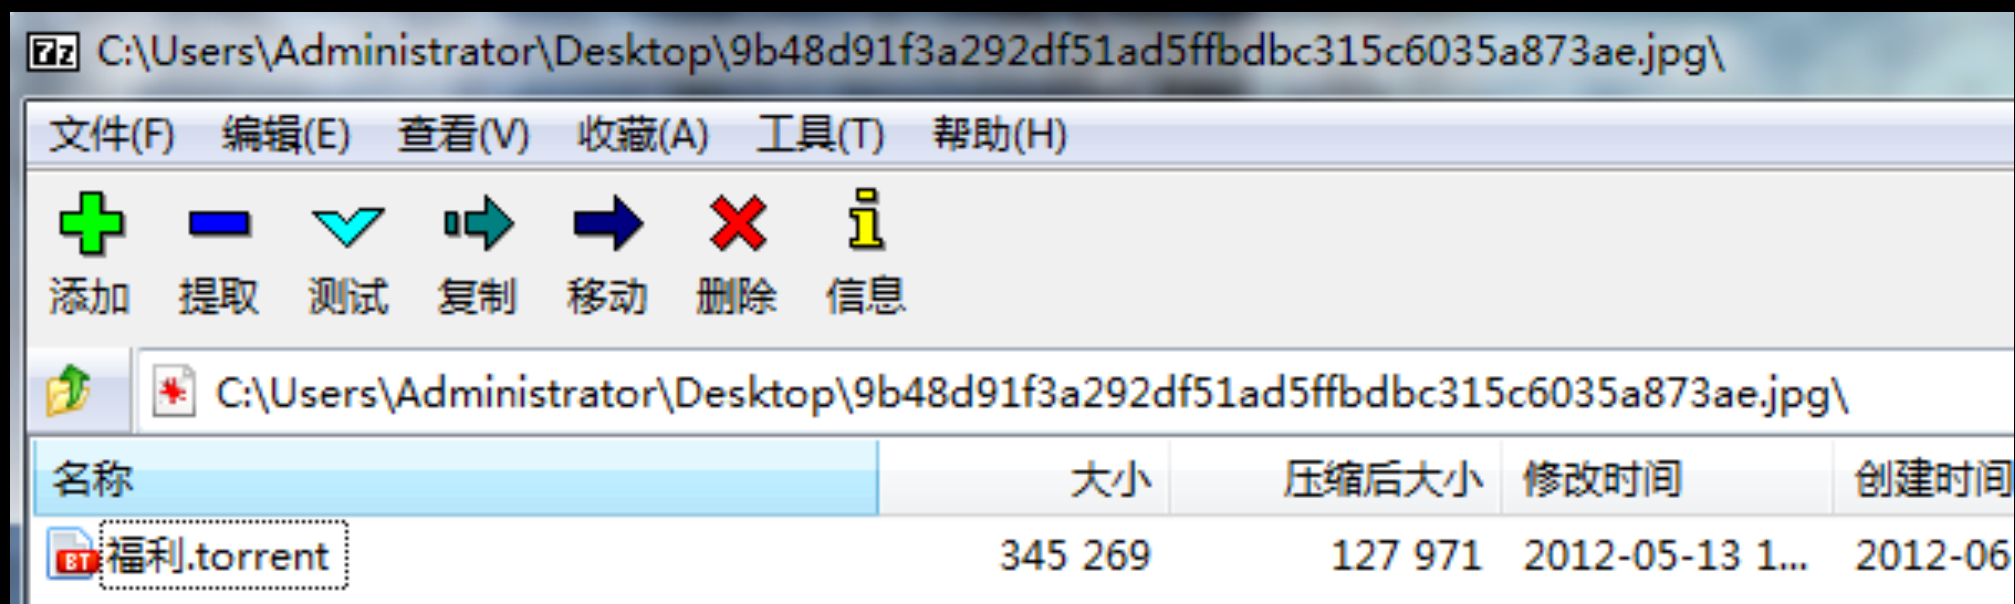 7z C:\Users\Administrator\Desktop\9b48d91f3a292df51ad5ffbdbc315c6035a873ae.jpg\
文件(F) 编辑(E) 查看(V) 收藏(A) 工具(T) 帮助(H)
添加 提取 测试 复制 移动 删除 信息
C:\Users\Administrator\Desktop\9b48d91f3a292df51ad5ffbdbc315c6035a873ae.jpg\
名称 大小 压缩后大小 修改时间 创建时间
BT 福利.torrent 345 269 127 971 2012-05-13 1... 2012-06